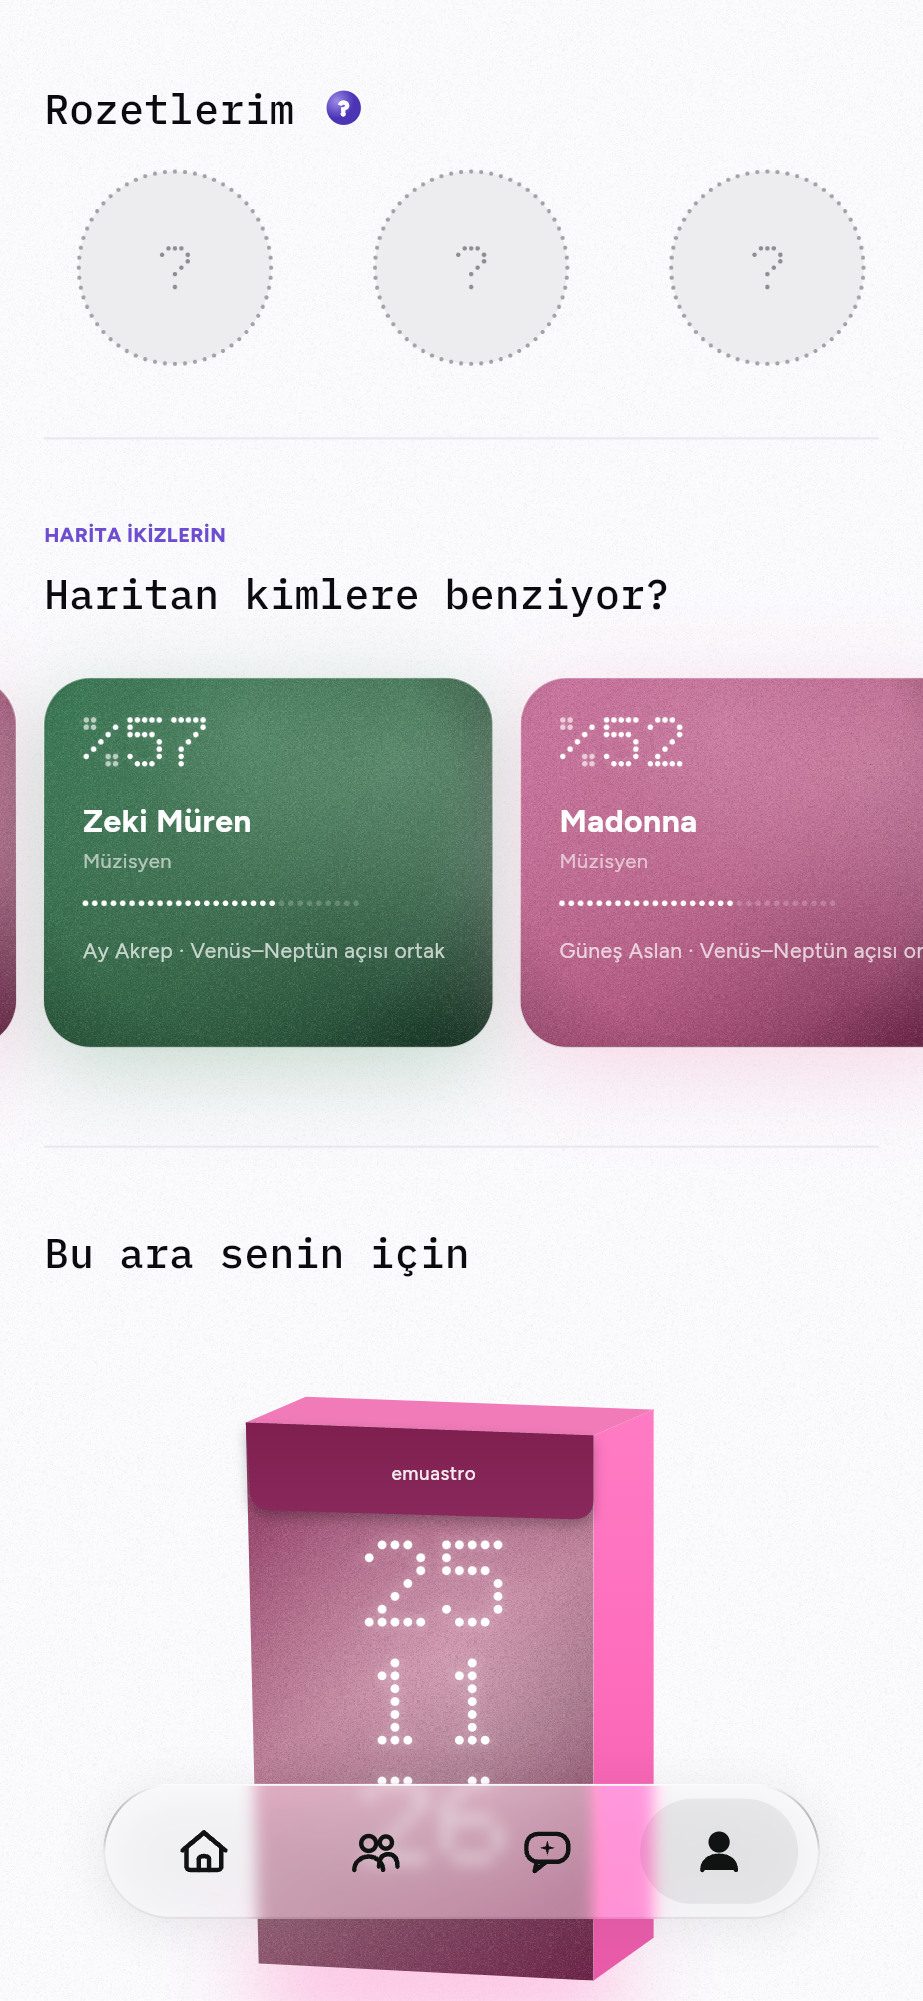 Rozetlerim ?
? ? ?
HARİTA İKİZLERİN
Haritan kimlere benziyor?
%57
Zeki Müren
Müzisyen
Ay Akrep · Venüs–Neptün açısı ortak
%52
Madonna
Müzisyen
Güneş Aslan · Venüs–Neptün açısı or
Bu ara senin için
emuastro
25
11
26